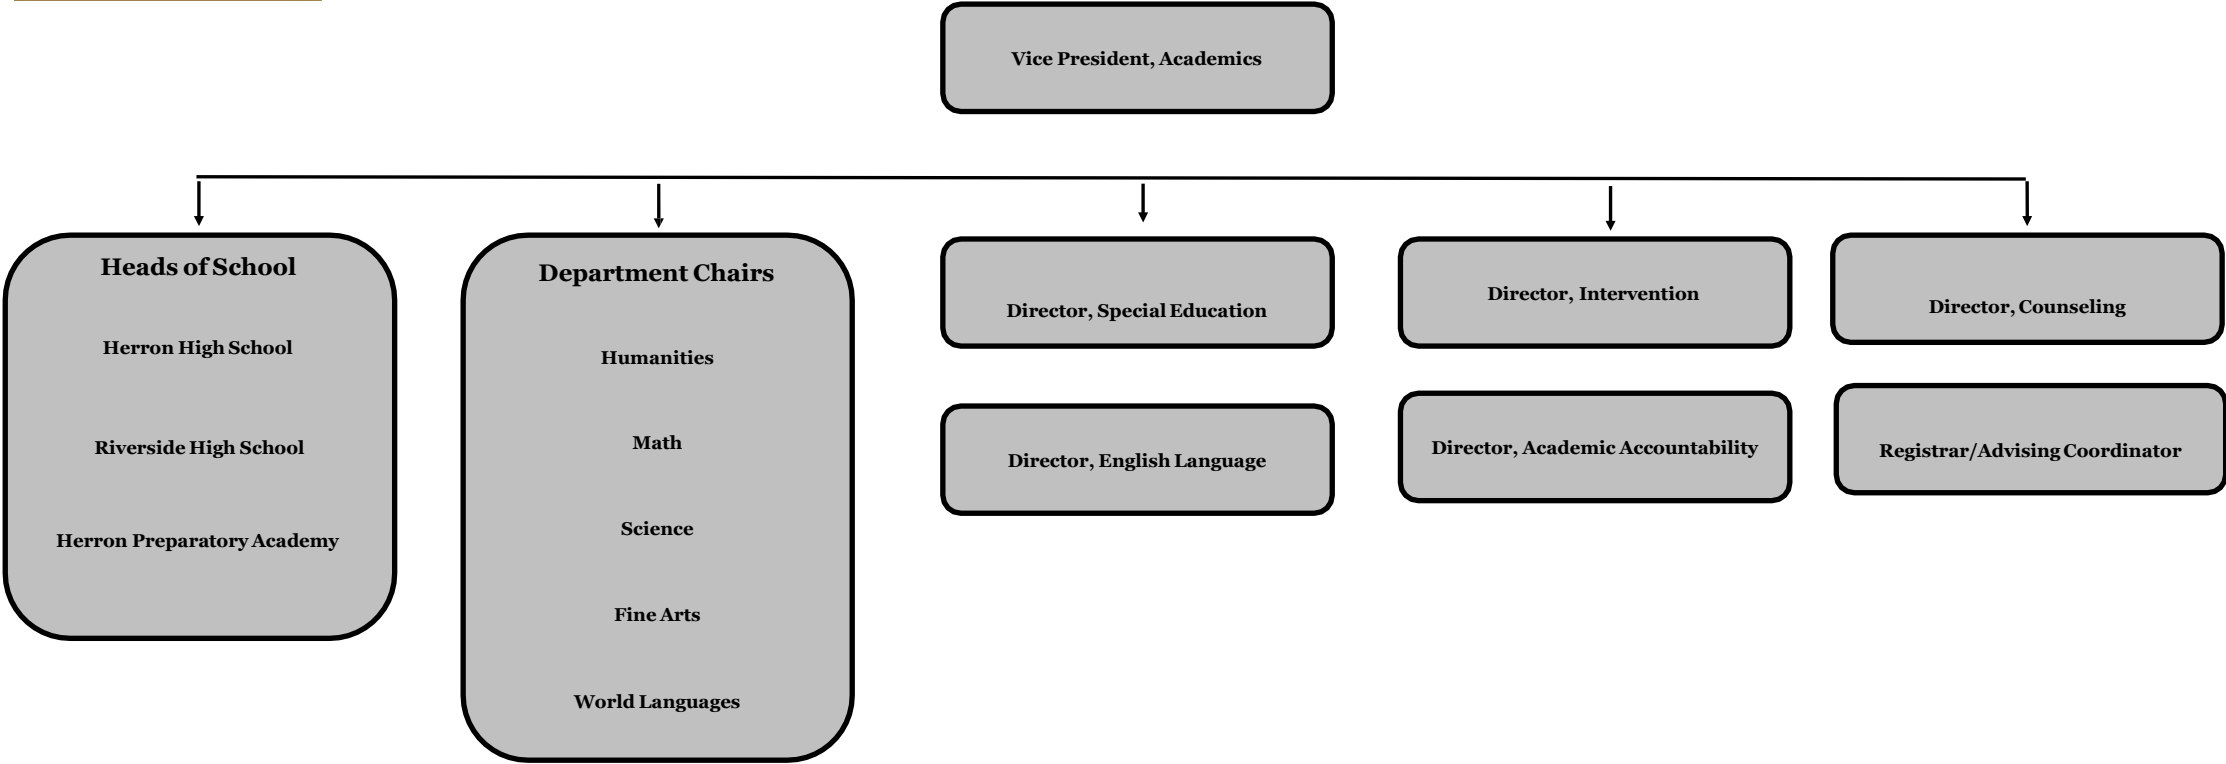 Vice President, Academics
Heads of School
Herron High School
Riverside High School
Herron Preparatory Academy
Department Chairs
Humanities
Math
Science
Fine Arts
World Languages
Director, Special Education
Director, English Language
Director, Intervention
Director, Academic Accountability
Director, Counseling
Registrar/Advising Coordinator